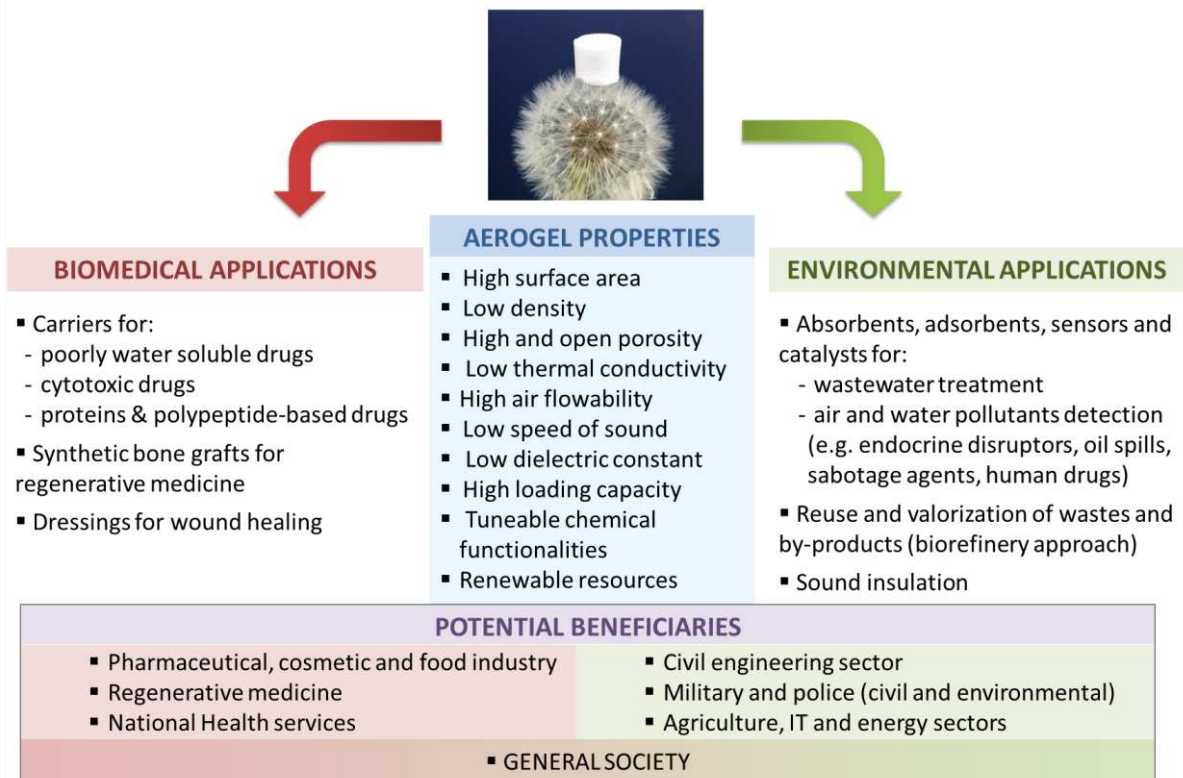 AEROGEL PROPERTIES
▪ High surface area
▪ Low density
▪ High and open porosity
▪ Low thermal conductivity
▪ High air flowability
▪ Low speed of sound
▪ Low dielectric constant
▪ High loading capacity
▪ Tuneable chemical
functionalities
▪ Renewable resources
BIOMEDICAL APPLICATIONS
▪ Carriers for:
- poorly water soluble drugs
- cytotoxic drugs
- proteins & polypeptide-based drugs
▪ Synthetic bone grafts for
regenerative medicine
▪ Dressings for wound healing
ENVIRONMENTAL APPLICATIONS
▪ Absorbents, adsorbents, sensors and
catalysts for:
- wastewater treatment
- air and water pollutants detection
(e.g. endocrine disruptors, oil spills,
sabotage agents, human drugs)
▪ Reuse and valorization of wastes and
by-products (biorefinery approach)
▪ Sound insulation
POTENTIAL BENEFICIARIES
▪ Pharmaceutical, cosmetic and food industry
▪ Regenerative medicine
▪ National Health services
▪ Civil engineering sector
▪ Military and police (civil and environmental)
▪ Agriculture, IT and energy sectors
▪ GENERAL SOCIETY